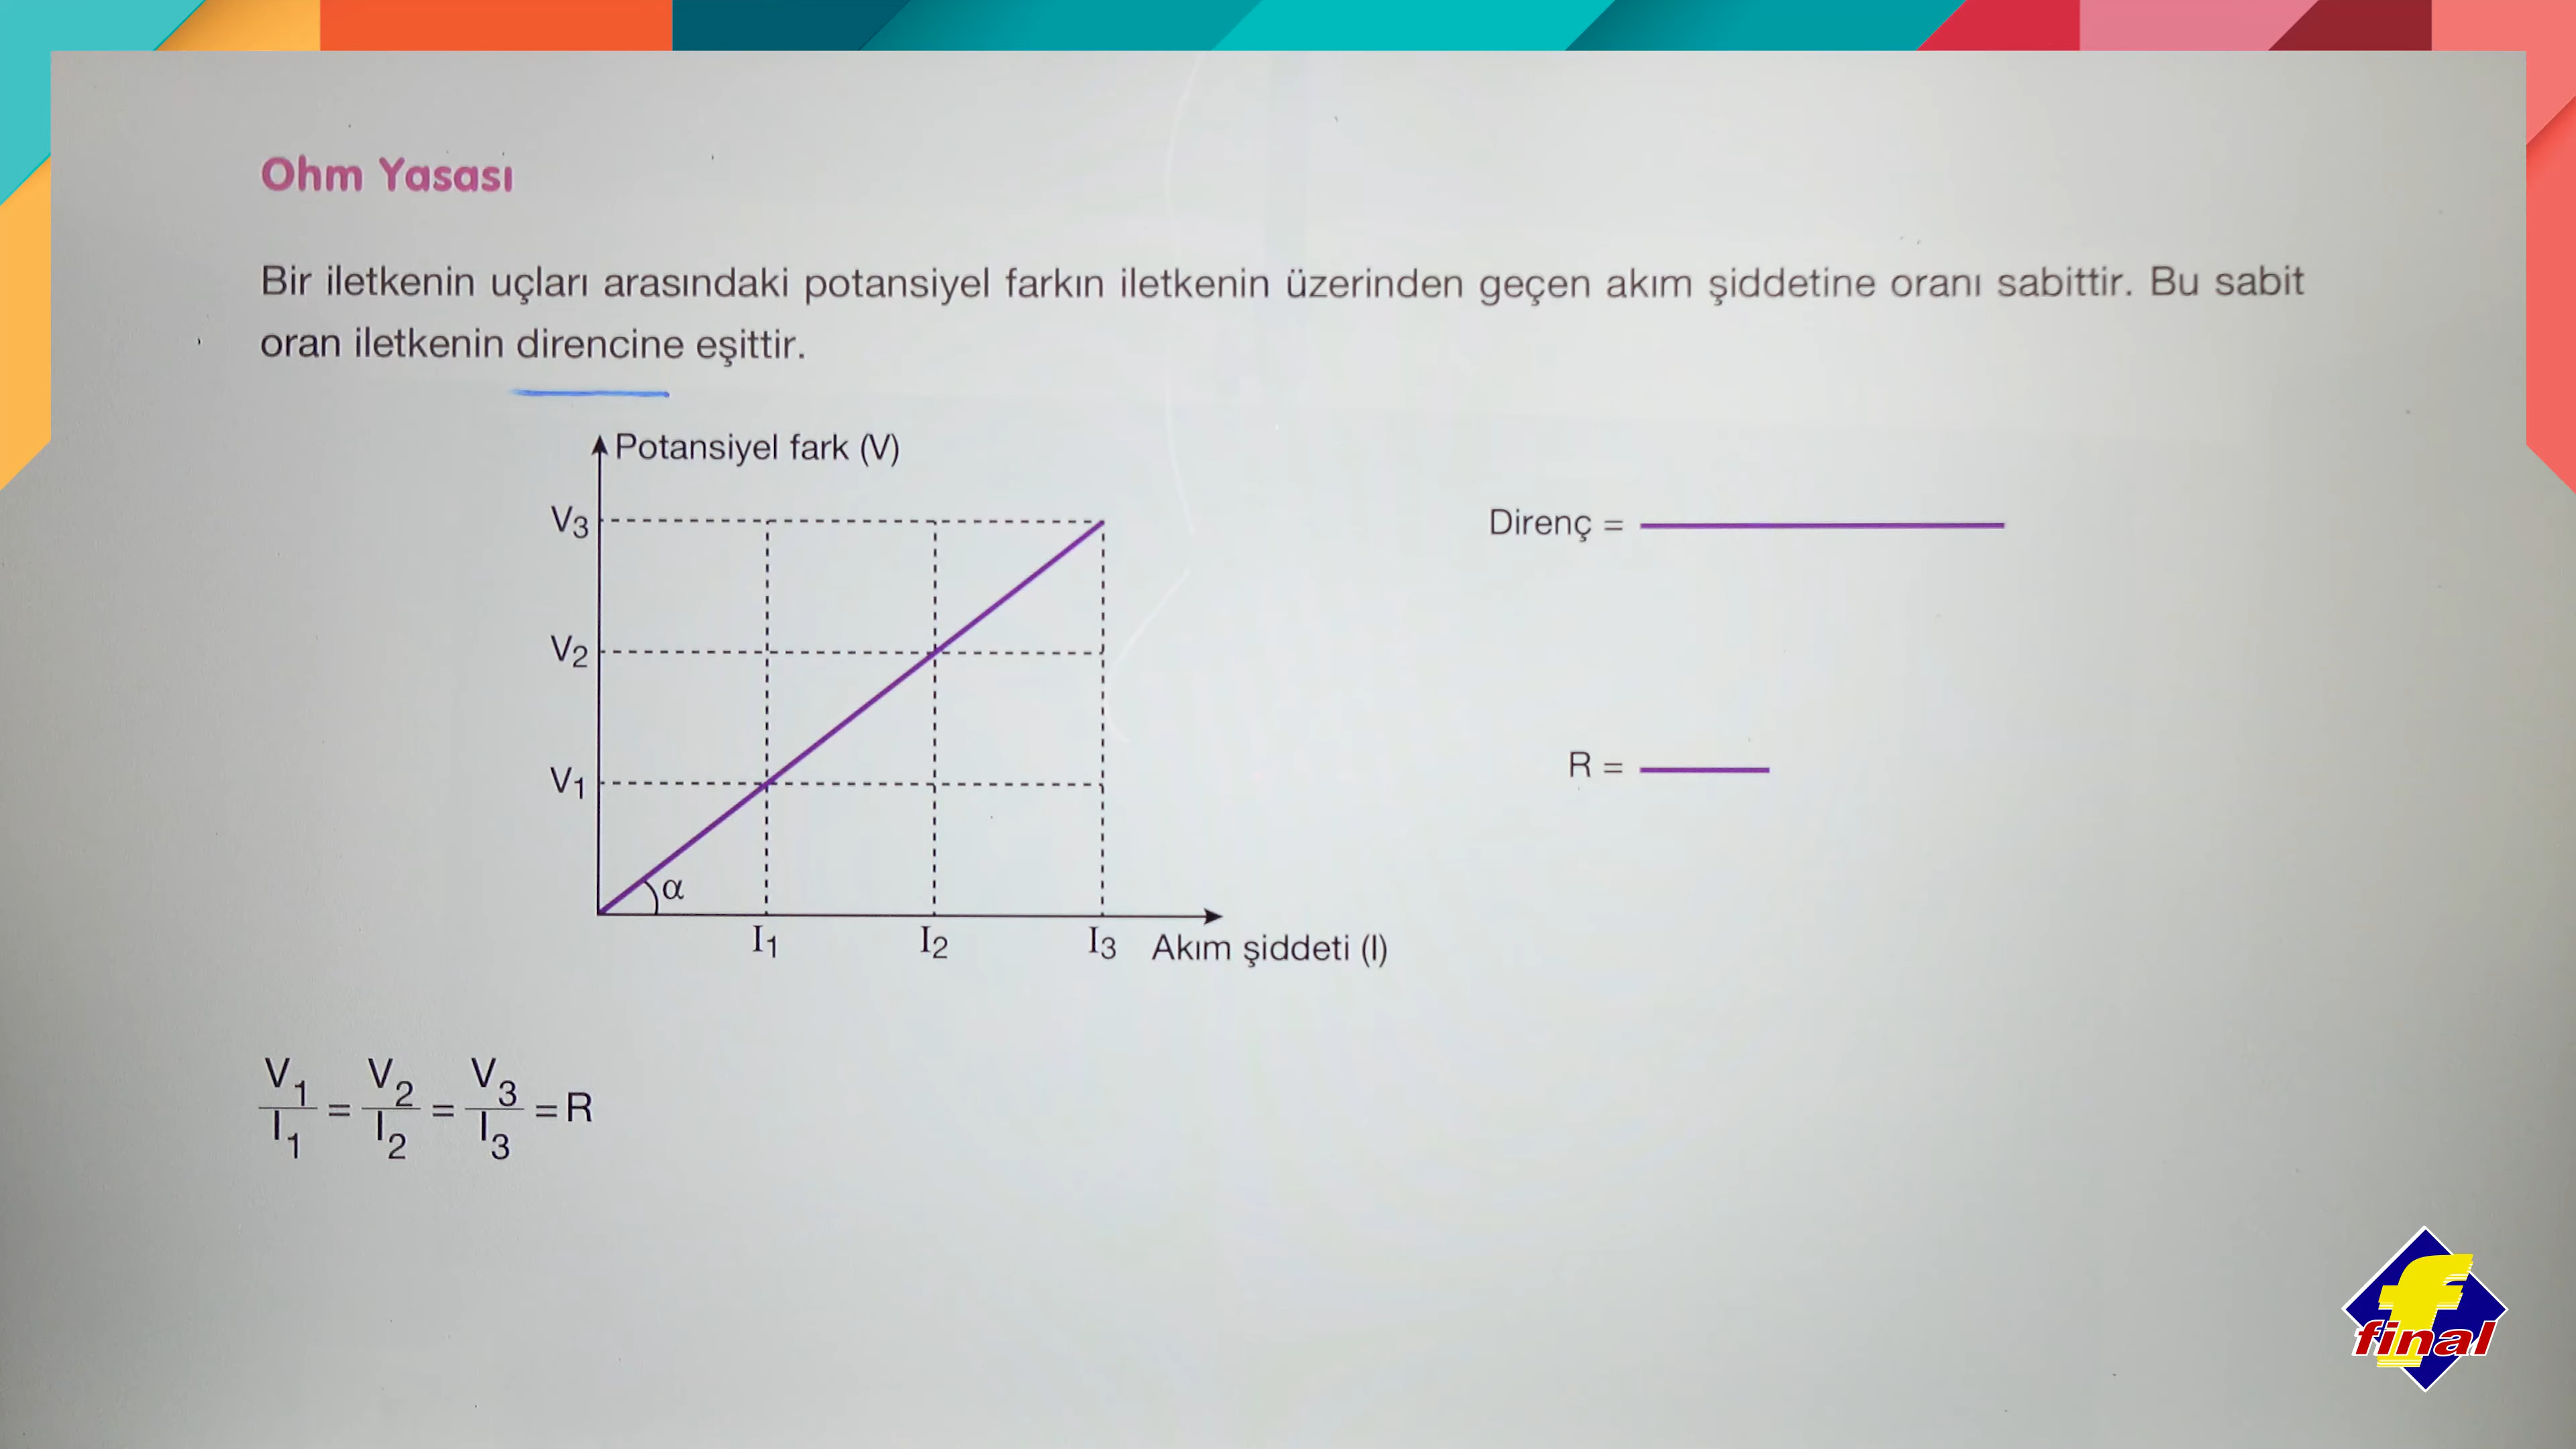 Ohm Yasası
Bir iletkenin uçları arasındaki potansiyel farkın iletkenin üzerinden geçen akım şiddetine oranı sabittir. Bu sabit
oran iletkenin direncine eşittir.
Potansiyel fark (V)
V3
V2
V1
α
I1 I2 I3 Akım şiddeti (I)
Direnç =
R =
V1/I1 = V2/I2 = V3/I3 = R
f
final